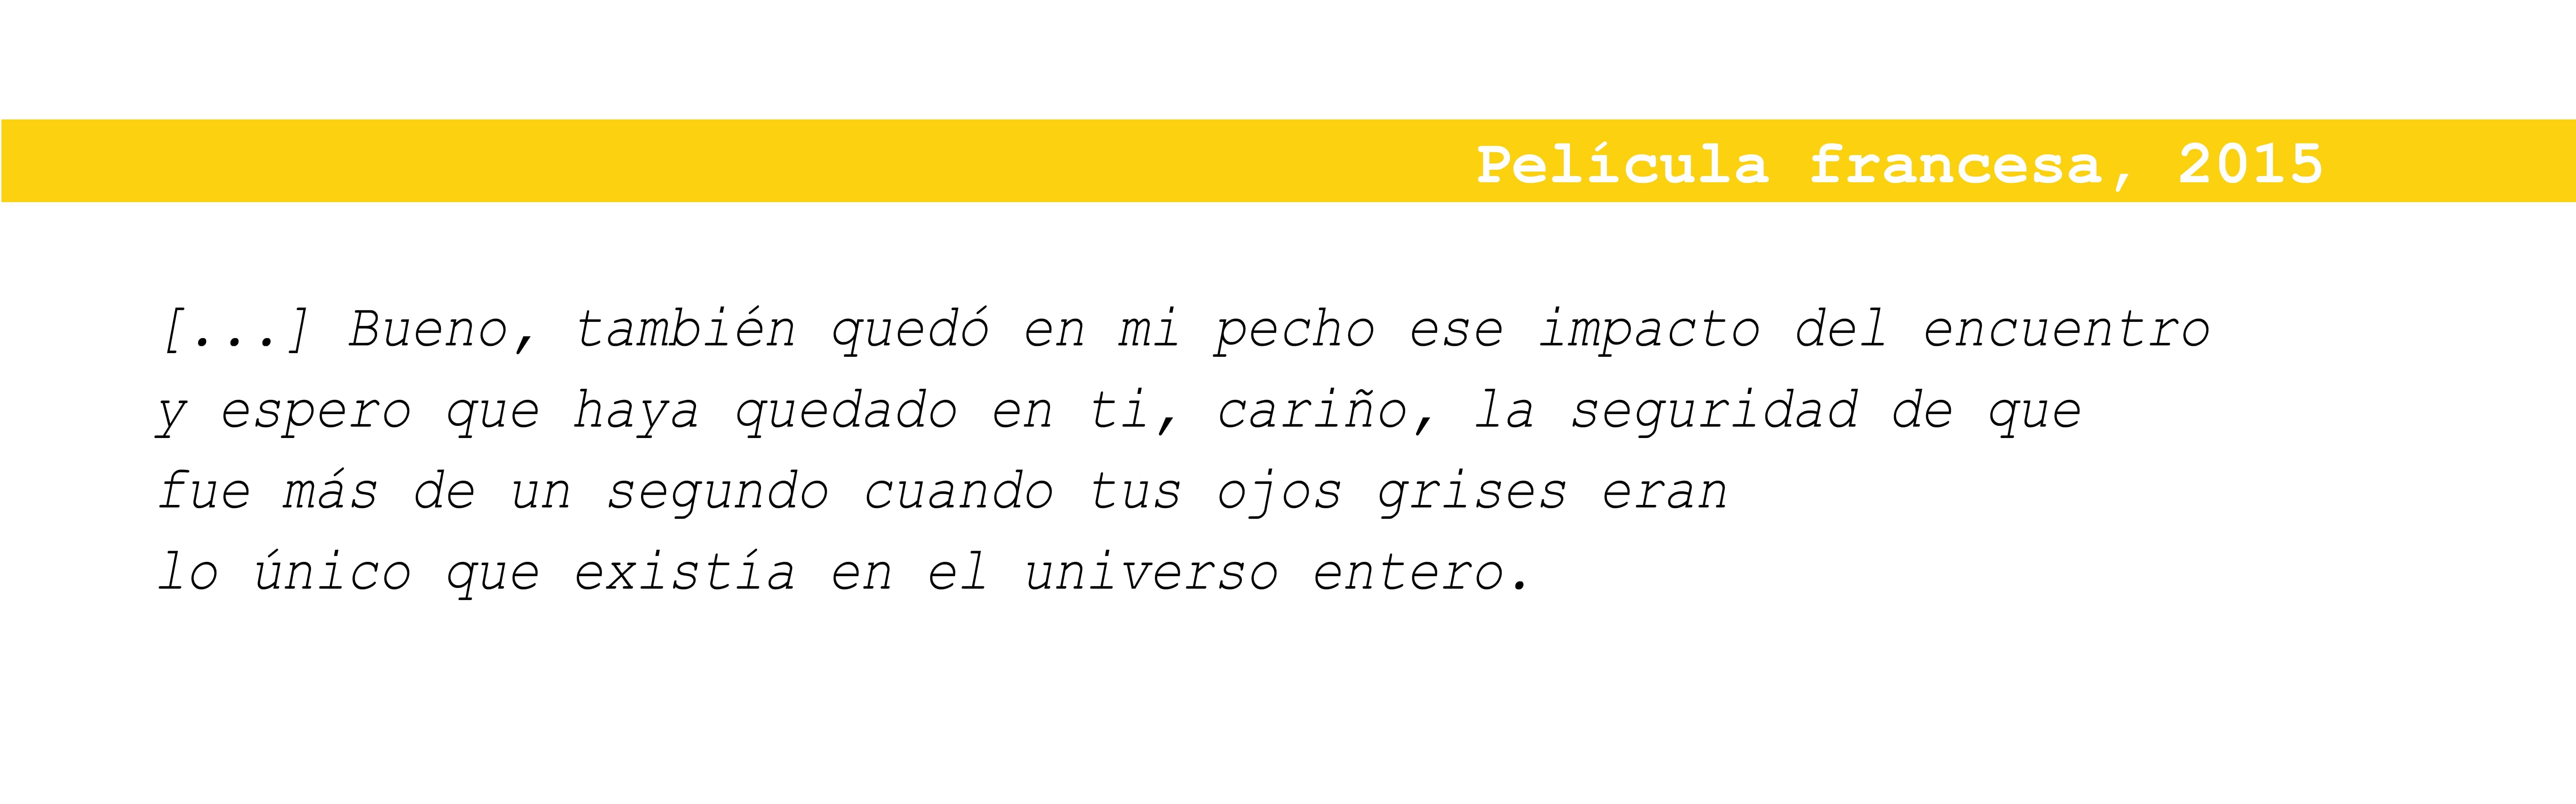 Película francesa, 2015
[...] Bueno, también quedó en mi pecho ese impacto del encuentro
y espero que haya quedado en ti, cariño, la seguridad de que
fue más de un segundo cuando tus ojos grises eran
lo único que existía en el universo entero.